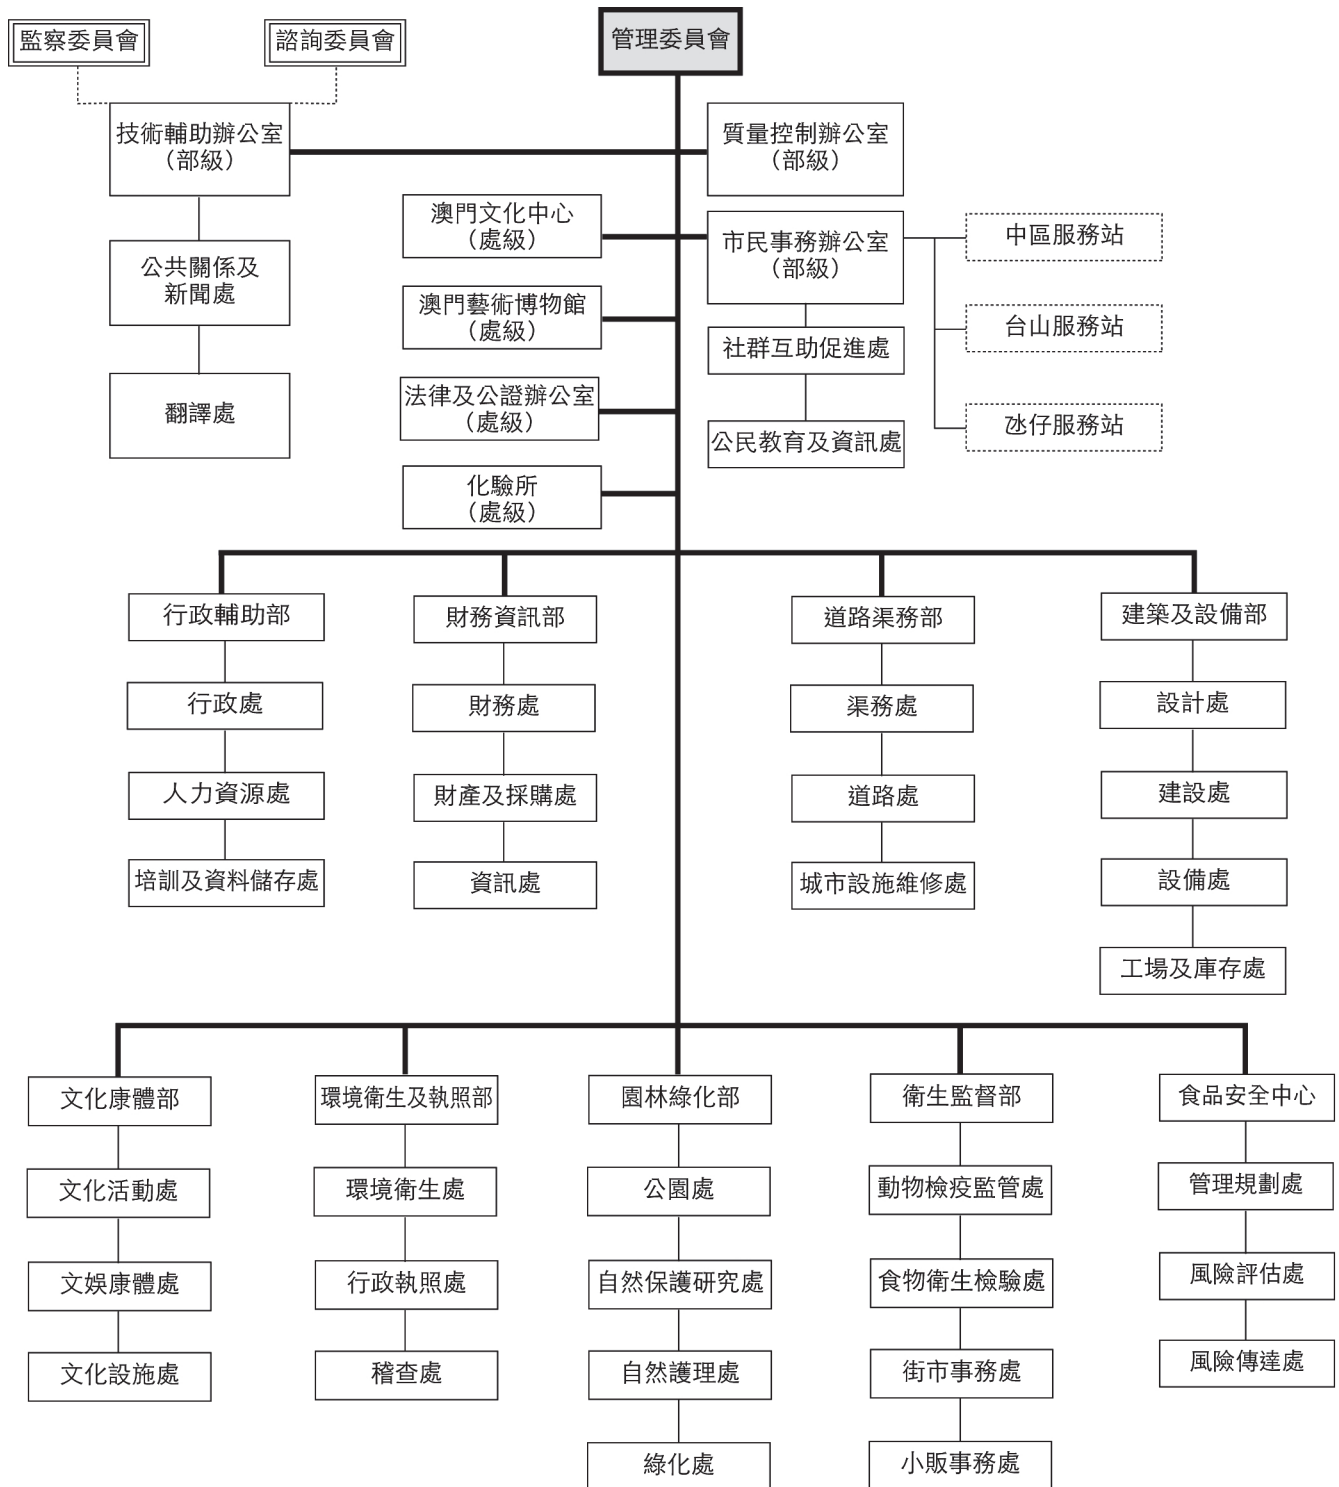 監察委員會
諮詢委員會
管理委員會
技術輔助辦公室
（部級）
質量控制辦公室
（部級）
公共關係及
新聞處
翻譯處
澳門文化中心
（處級）
澳門藝術博物館
（處級）
法律及公證辦公室
（處級）
化驗所
（處級）
市民事務辦公室
（部級）
社群互助促進處
公民教育及資訊處
中區服務站
台山服務站
氹仔服務站
行政輔助部
行政處
人力資源處
培訓及資料儲存處
財務資訊部
財務處
財產及採購處
資訊處
道路渠務部
渠務處
道路處
城市設施維修處
建築及設備部
設計處
建設處
設備處
工場及庫存處
文化康體部
文化活動處
文娛康體處
文化設施處
環境衛生及執照部
環境衛生處
行政執照處
稽查處
園林綠化部
公園處
自然保護研究處
自然護理處
綠化處
衛生監督部
動物檢疫監管處
食物衛生檢驗處
街市事務處
小販事務處
食品安全中心
管理規劃處
風險評估處
風險傳達處